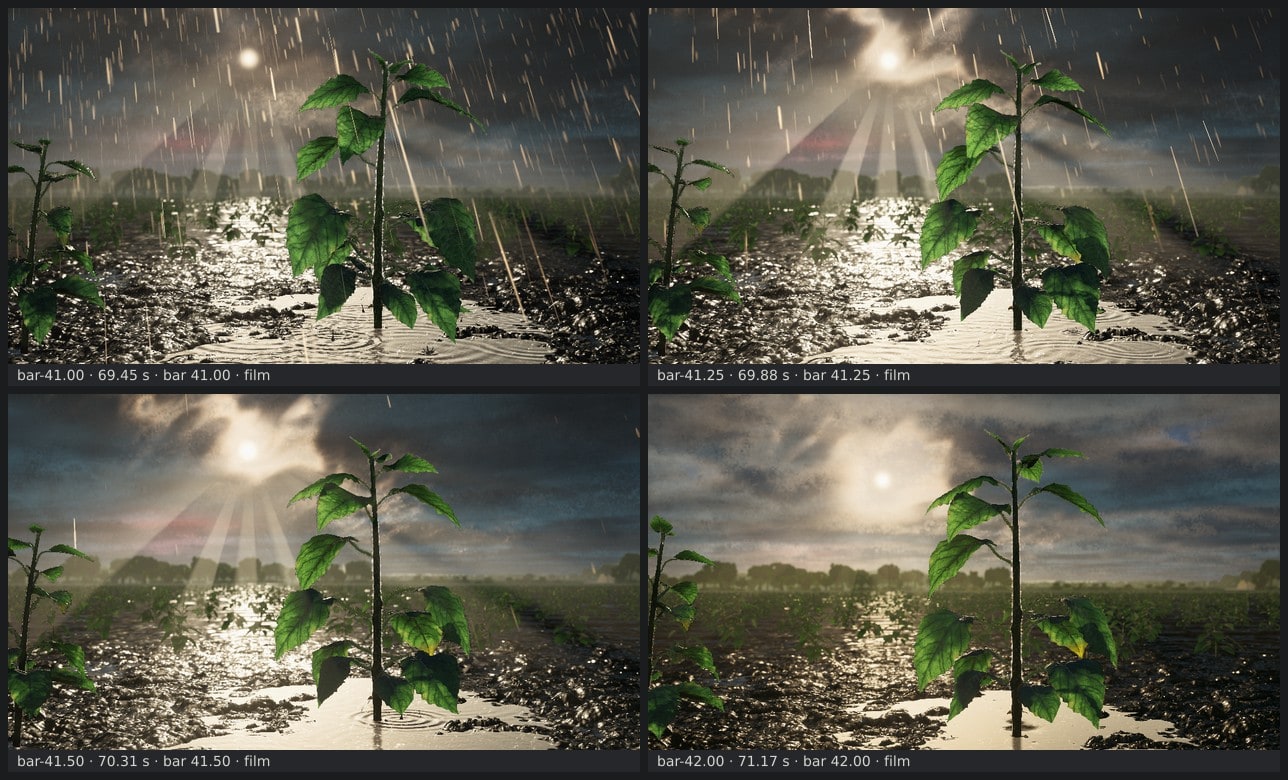 bar-41.00 · 69.45 s · bar 41.00 · film
bar-41.25 · 69.88 s · bar 41.25 · film
bar-41.50 · 70.31 s · bar 41.50 · film
bar-42.00 · 71.17 s · bar 42.00 · film